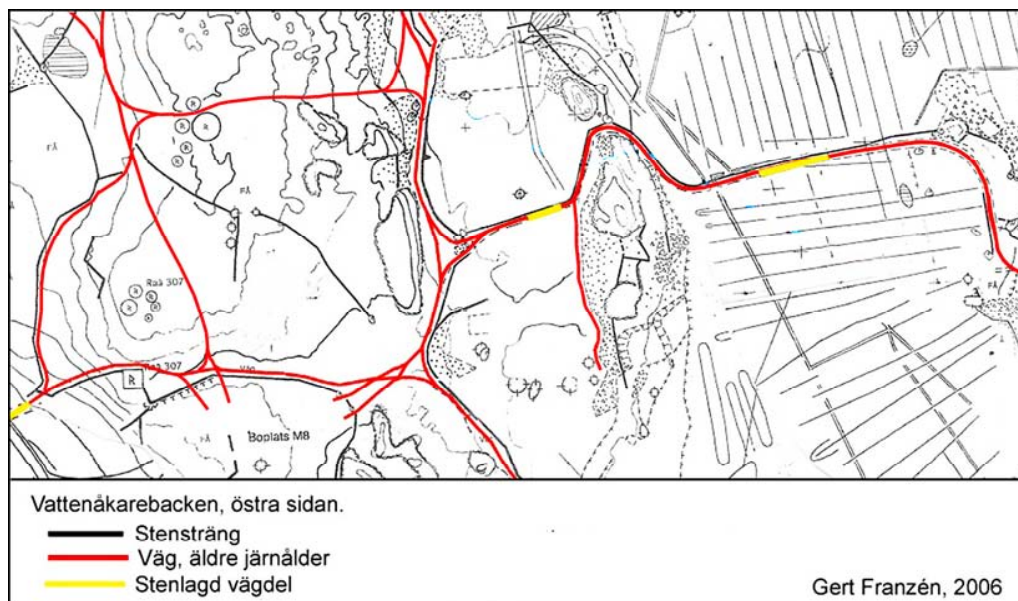 R
R
R
R
R
FÅ
FÅ
Raä 307
R
R
R
R
R
FÅ
Raä 307
Väg
R
FÅ
Boplats M8
Vattenåkarebacken, östra sidan.
Stensträng
Väg, äldre järnålder
Stenlagd vägdel
Gert Franzén, 2006